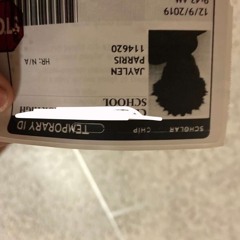 SCHOLAR CHIP TEMPORARY ID
SCHOOL
JAYLEN
PARRIS
114620
HR: N/A
12/9/2019